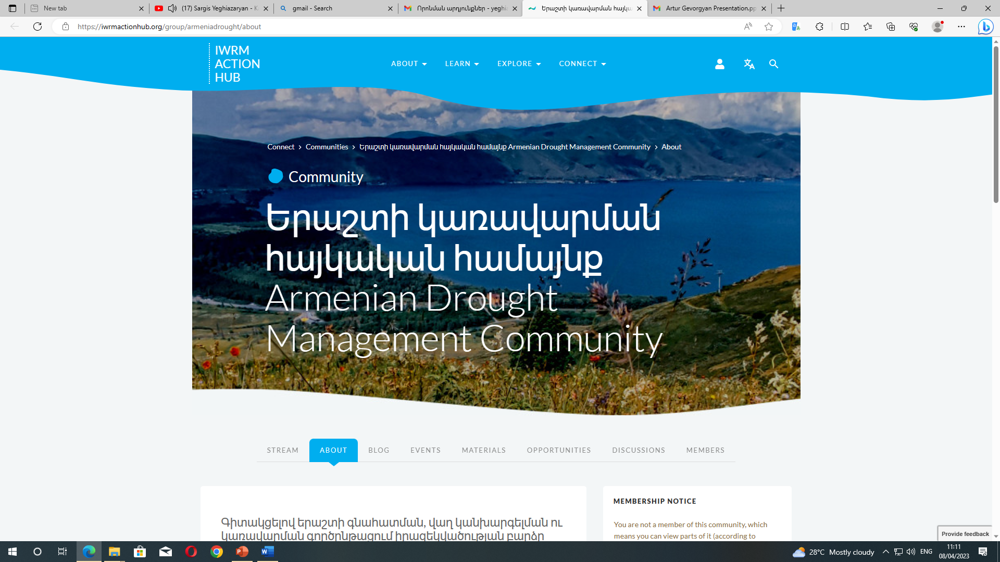 New tab
(17) Sargis Yeghiazaryan - K
gmail - Search
Որոնման արդյունքներ - yeghia
Երաշտի կառավարման հայկա
Artur Gevorgyan Presentation.pp
https://iwrmactionhub.org/group/armeniadrought/about
IWRM
ACTION
HUB
ABOUT
LEARN
EXPLORE
CONNECT
Connect > Communities > Երաշտի կառավարման հայկական համայնք Armenian Drought Management Community > About
Community
Երաշտի կառավարման
հայկական համայնք
Armenian Drought
Management Community
STREAM
ABOUT
BLOG
EVENTS
MATERIALS
OPPORTUNITIES
DISCUSSIONS
MEMBERS
Գիտակցելով երաշտի գնահատման, վաղ կանխարգելման ու
կառավարման գործընթացում իրազեկվածության բարձր
MEMBERSHIP NOTICE
You are not a member of this community, which
means you can view parts of it (according to
Provide feedback
28°C Mostly cloudy
ENG
11:11
08/04/2023